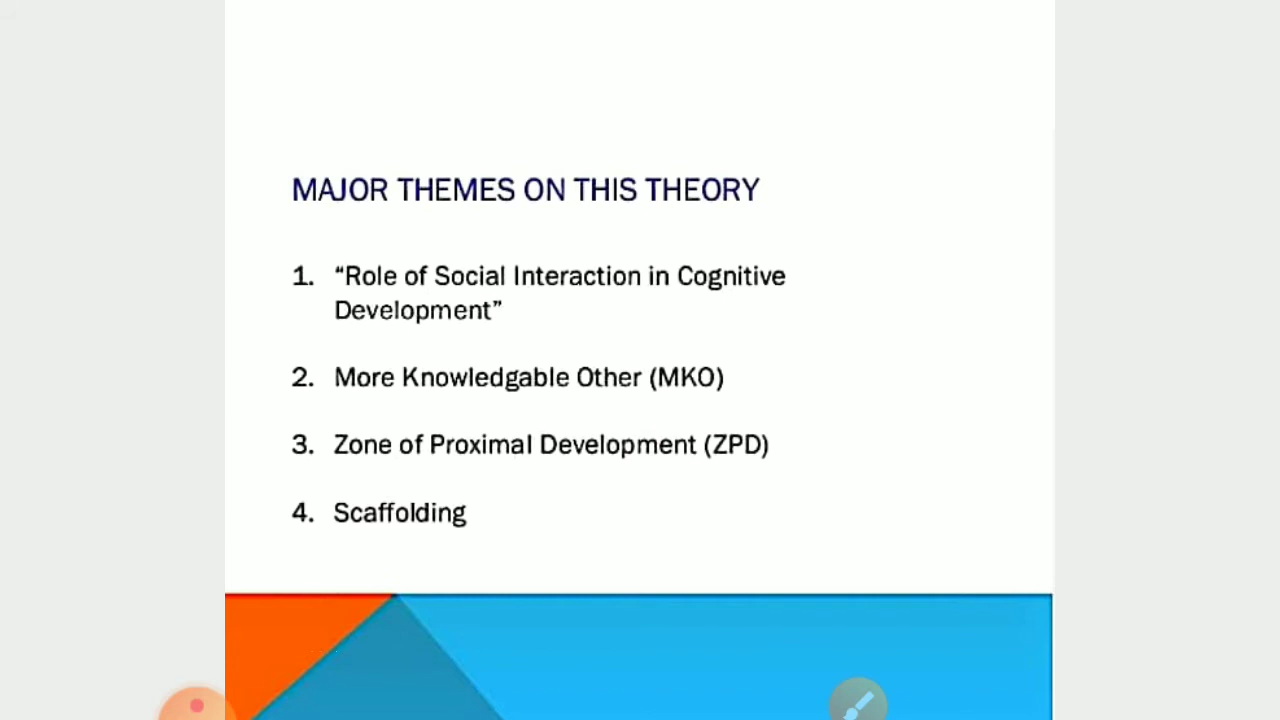 MAJOR THEMES ON THIS THEORY
1. “Role of Social Interaction in Cognitive
Development”
2. More Knowledgable Other (MKO)
3. Zone of Proximal Development (ZPD)
4. Scaffolding